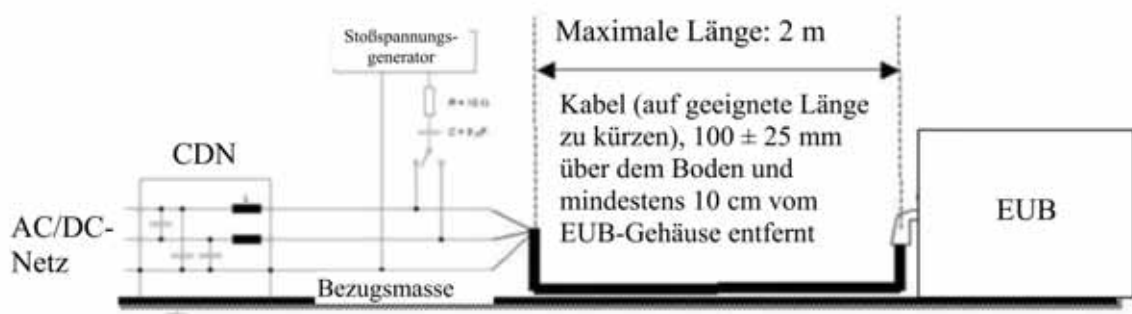 Stoßspannungs-
generator
Maximale Länge: 2 m
Kabel (auf geeignete Länge
zu kürzen), 100 ± 25 mm
über dem Boden und
mindestens 10 cm vom
EUB-Gehäuse entfernt
CDN
AC/DC-
Netz
EUB
Bezugsmasse